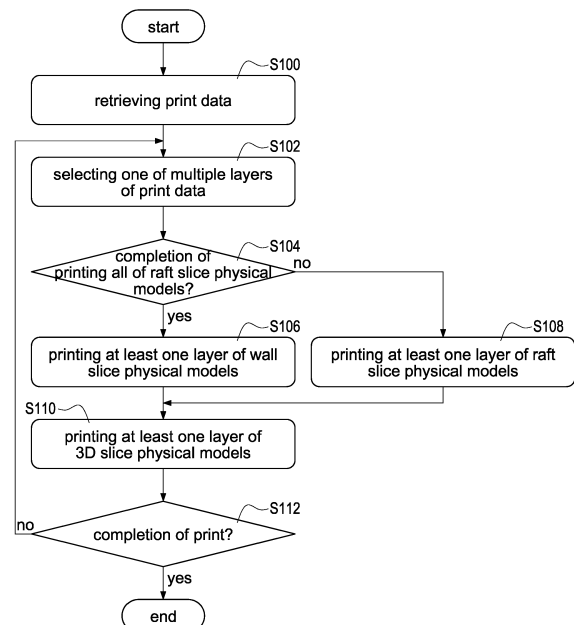 start
S100
retrieving print data
S102
selecting one of multiple layers
of print data
S104
completion of
printing all of raft slice physical
models?
no
yes
S106
printing at least one layer of wall
slice physical models
S108
printing at least one layer of raft
slice physical models
S110
printing at least one layer of
3D slice physical models
S112
completion of print?
no
yes
end